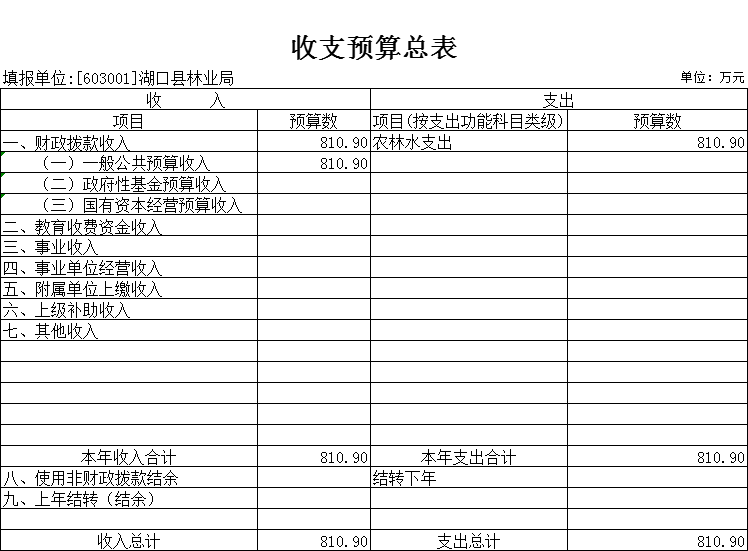 收支预算总表
填报单位:[603001]湖口县林业局 单位：万元
收 入 支出
项目 预算数 项目(按支出功能科目类级) 预算数
一、财政拨款收入 810.90 农林水支出 810.90
（一）一般公共预算收入 810.90
（二）政府性基金预算收入
（三）国有资本经营预算收入
二、教育收费资金收入
三、事业收入
四、事业单位经营收入
五、附属单位上缴收入
六、上级补助收入
七、其他收入
本年收入合计 810.90 本年支出合计 810.90
八、使用非财政拨款结余 结转下年
九、上年结转（结余）
收入总计 810.90 支出总计 810.90